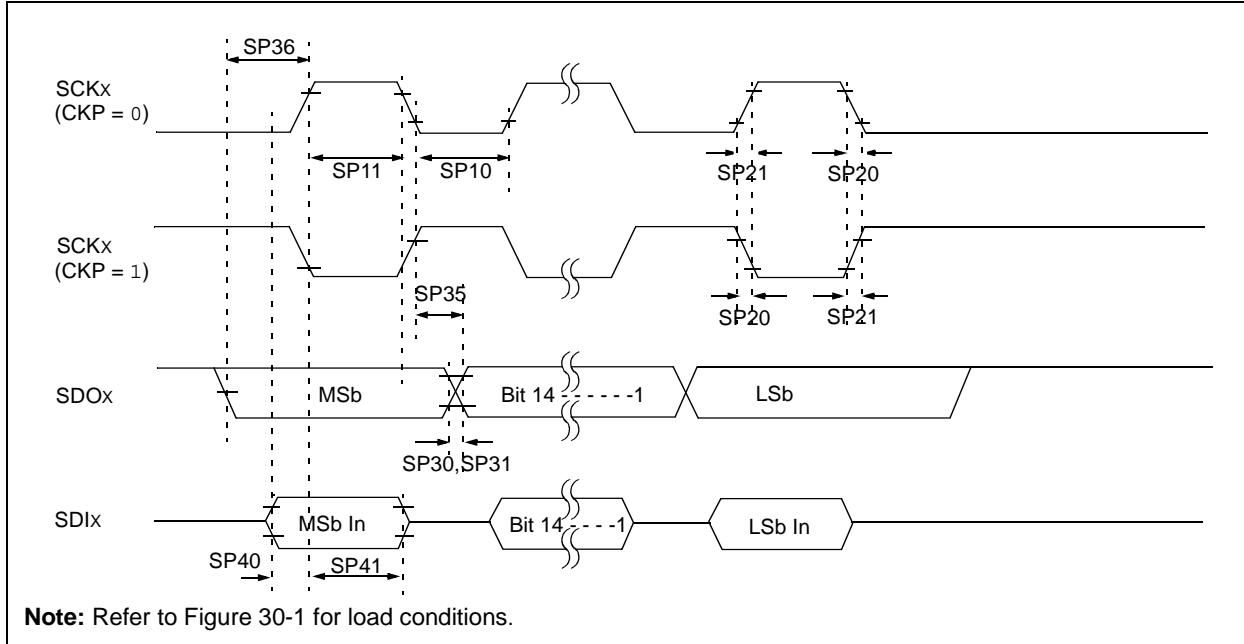 SP36
SCKx
(CKP = 0)
SP11
SP10
SP21
SP20
SCKx
(CKP = 1)
SP35
SP20
SP21
SDOx
MSb
Bit 14 - - - - - -1
LSb
SP30,SP31
SDIx
MSb In
Bit 14 - - - -1
LSb In
SP40
SP41
Note: Refer to Figure 30-1 for load conditions.